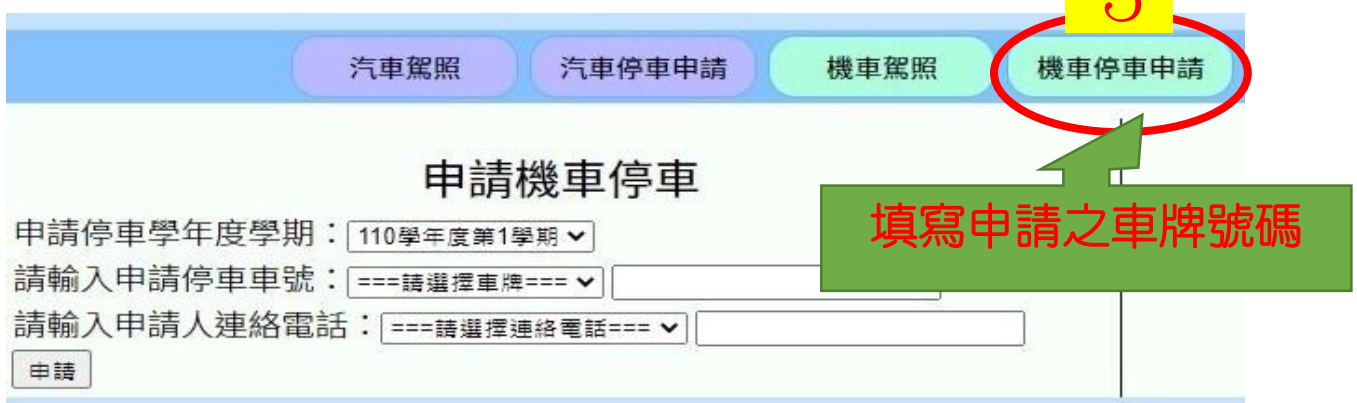 5
汽車駕照 汽車停車申請 機車駕照 機車停車申請
申請機車停車
填寫申請之車牌號碼
申請停車學年度學期：110學年度第1學期
請輸入申請停車車號：===請選擇車牌===
請輸入申請人連絡電話：===請選擇連絡電話===
申請